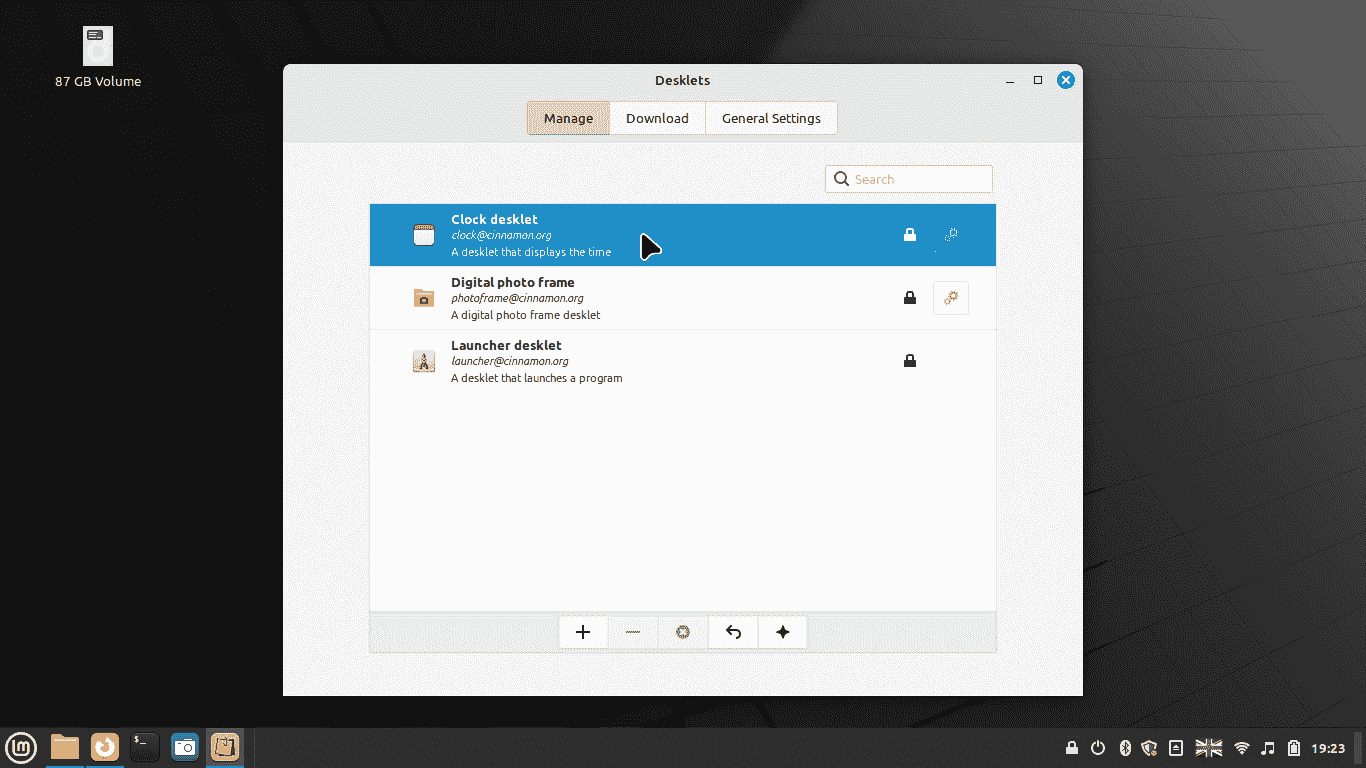 87 GB Volume
Desklets
Manage
Download
General Settings
Search
Clock desklet
clock@cinnamon.org
A desklet that displays the time
Digital photo frame
photoframe@cinnamon.org
A digital photo frame desklet
Launcher desklet
launcher@cinnamon.org
A desklet that launches a program
19:23